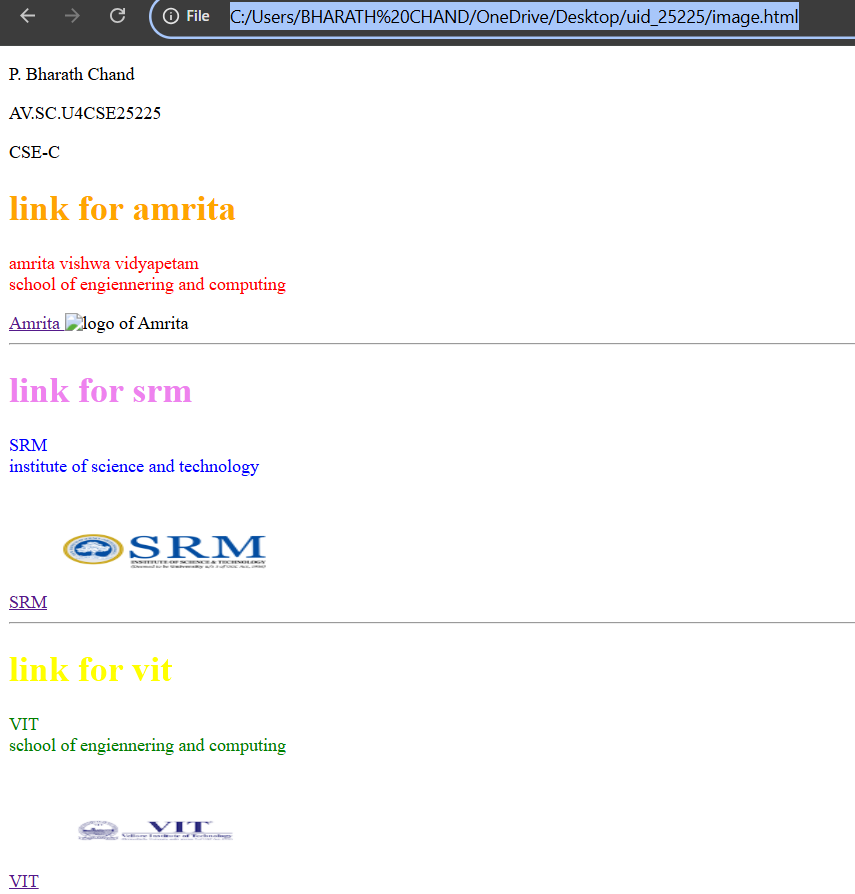 File C:/Users/BHARATH%20CHAND/OneDrive/Desktop/uid_25225/image.html
P. Bharath Chand
AV.SC.U4CSE25225
CSE-C
link for amrita
amrita vishwa vidyapetam
school of engiennering and computing
Amrita logo of Amrita
link for srm
SRM
institute of science and technology
SRM
INSTITUTE OF SCIENCE & TECHNOLOGY
SRM
link for vit
VIT
school of engiennering and computing
VIT
Vellore Institute of Technology
VIT